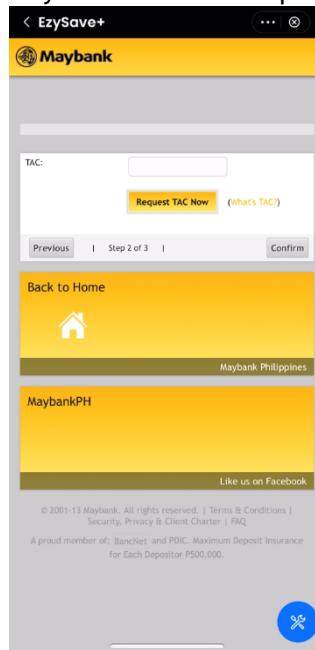 < EzySave+
Maybank
TAC:
Request TAC Now (What's TAC?)
Previous | Step 2 of 3 | Confirm
Back to Home
Maybank Philippines
MaybankPH
Like us on Facebook
© 2001-13 Maybank. All rights reserved. | Terms & Conditions |
Security, Privacy & Client Charter | FAQ
A proud member of: BancNet and PDIC. Maximum Deposit Insurance
for Each Depositor P500,000.